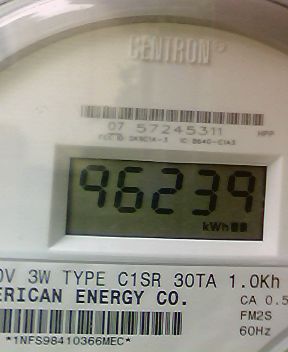 CENTRON®
07 57245311
HPP
96239
kWh
0V 3W TYPE C1SR 30TA 1.0Kh
ERICAN ENERGY CO.
CA 0.5
FM2S
60Hz
*1NFS98410366MEC*